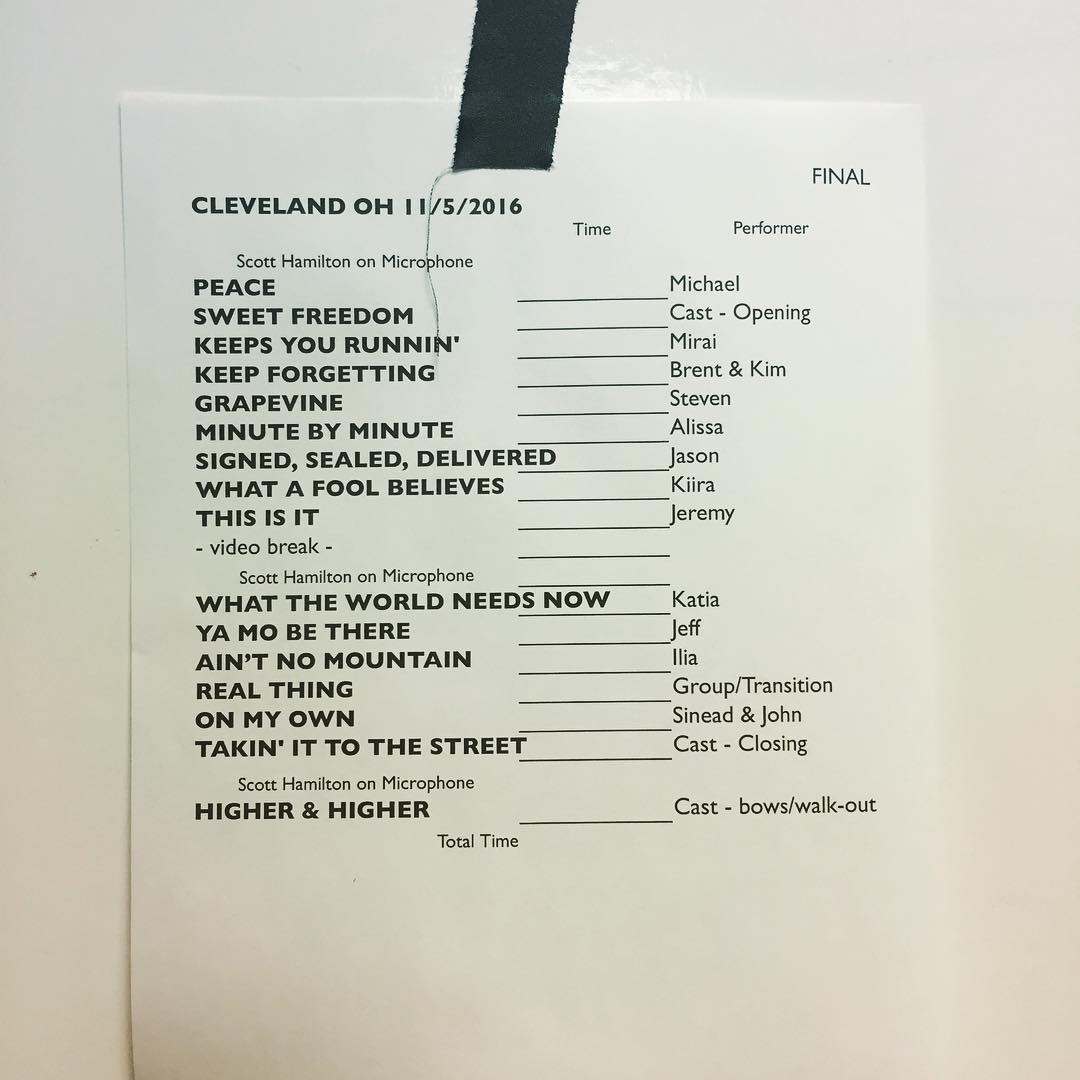 FINAL
CLEVELAND OH 11/5/2016
Time Performer
Scott Hamilton on Microphone
PEACE Michael
SWEET FREEDOM Cast - Opening
KEEPS YOU RUNNIN' Mirai
KEEP FORGETTING Brent & Kim
GRAPEVINE Steven
MINUTE BY MINUTE Alissa
SIGNED, SEALED, DELIVERED Jason
WHAT A FOOL BELIEVES Kiira
THIS IS IT Jeremy
- video break -
Scott Hamilton on Microphone
WHAT THE WORLD NEEDS NOW Katia
YA MO BE THERE Jeff
AIN'T NO MOUNTAIN Ilia
REAL THING Group/Transition
ON MY OWN Sinead & John
TAKIN' IT TO THE STREET Cast - Closing
Scott Hamilton on Microphone
HIGHER & HIGHER Cast - bows/walk-out
Total Time